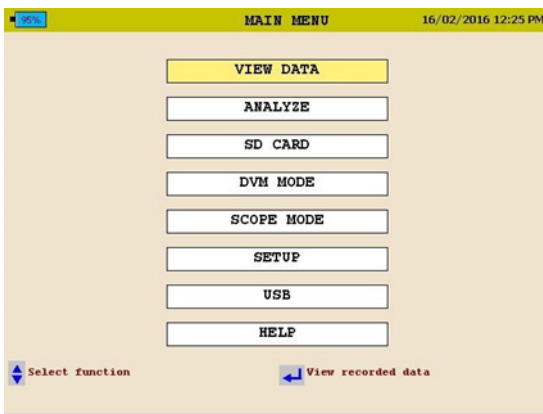 95% MAIN MENU 16/02/2016 12:25 PM
VIEW DATA
ANALYZE
SD CARD
DVM MODE
SCOPE MODE
SETUP
USB
HELP
Select function View recorded data